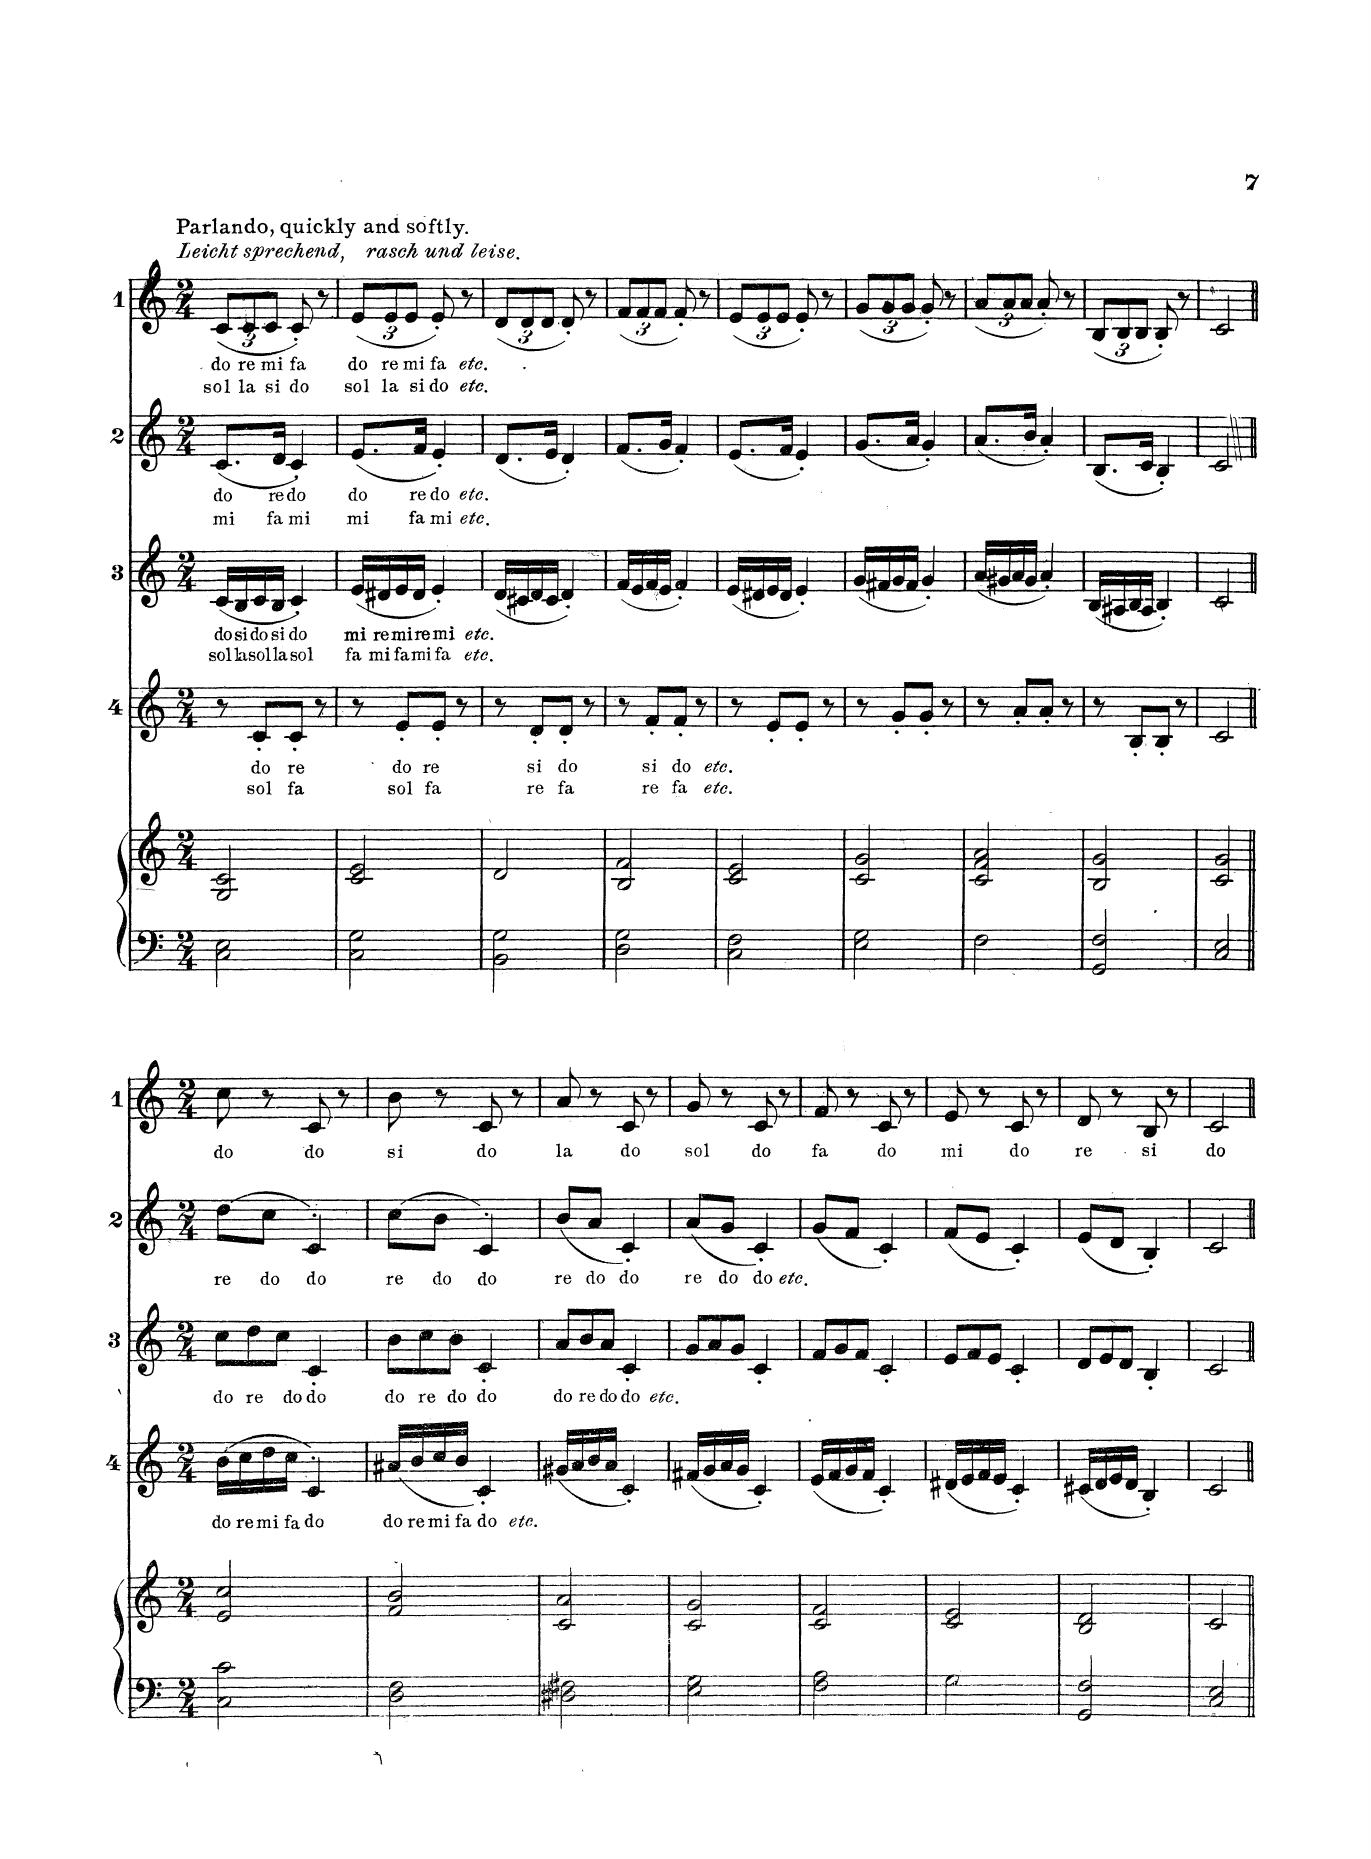 7
Parlando, quickly and softly.
Leicht sprechend, rasch und leise.
1
3 3 3 3 3 3 3 3
do re mi fa do re mi fa etc.
sol la si do sol la si do etc.
2
do re do do re do etc.
mi fa mi mi fa mi etc.
3
do si do si do mi re mi re mi etc.
sol la sol la sol fa mi fa mi fa etc.
4
do re do re si do si do etc.
sol fa sol fa re fa re fa etc.
1
do do si do la do sol do fa do mi do re si do
2
re do do re do do re do do re do do etc.
3
do re do do do re do do do re do do etc.
4
do re mi fa do do re mi fa do etc.